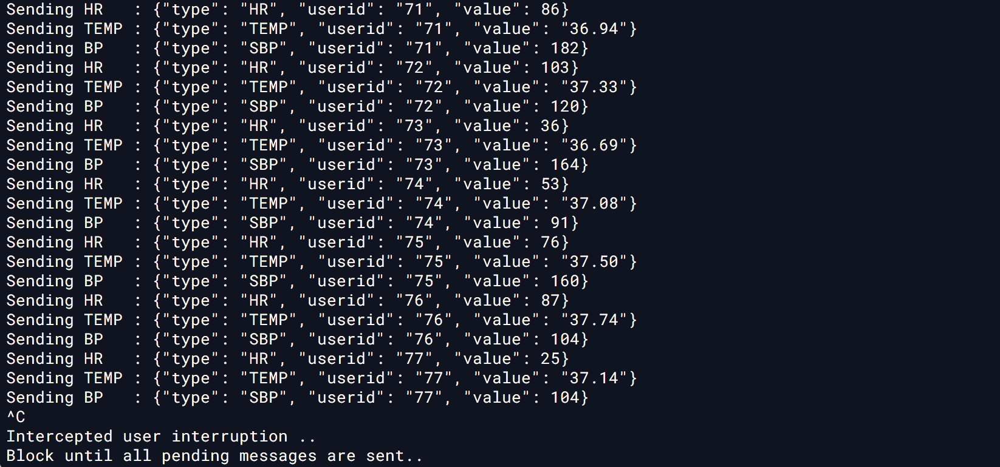 Sending HR   : {"type": "HR", "userid": "71", "value": 86}
Sending TEMP : {"type": "TEMP", "userid": "71", "value": "36.94"}
Sending BP   : {"type": "SBP", "userid": "71", "value": 182}
Sending HR   : {"type": "HR", "userid": "72", "value": 103}
Sending TEMP : {"type": "TEMP", "userid": "72", "value": "37.33"}
Sending BP   : {"type": "SBP", "userid": "72", "value": 120}
Sending HR   : {"type": "HR", "userid": "73", "value": 36}
Sending TEMP : {"type": "TEMP", "userid": "73", "value": "36.69"}
Sending BP   : {"type": "SBP", "userid": "73", "value": 164}
Sending HR   : {"type": "HR", "userid": "74", "value": 53}
Sending TEMP : {"type": "TEMP", "userid": "74", "value": "37.08"}
Sending BP   : {"type": "SBP", "userid": "74", "value": 91}
Sending HR   : {"type": "HR", "userid": "75", "value": 76}
Sending TEMP : {"type": "TEMP", "userid": "75", "value": "37.50"}
Sending BP   : {"type": "SBP", "userid": "75", "value": 160}
Sending HR   : {"type": "HR", "userid": "76", "value": 87}
Sending TEMP : {"type": "TEMP", "userid": "76", "value": "37.74"}
Sending BP   : {"type": "SBP", "userid": "76", "value": 104}
Sending HR   : {"type": "HR", "userid": "77", "value": 25}
Sending TEMP : {"type": "TEMP", "userid": "77", "value": "37.14"}
Sending BP   : {"type": "SBP", "userid": "77", "value": 104}
^C
Intercepted user interruption ..
Block until all pending messages are sent..